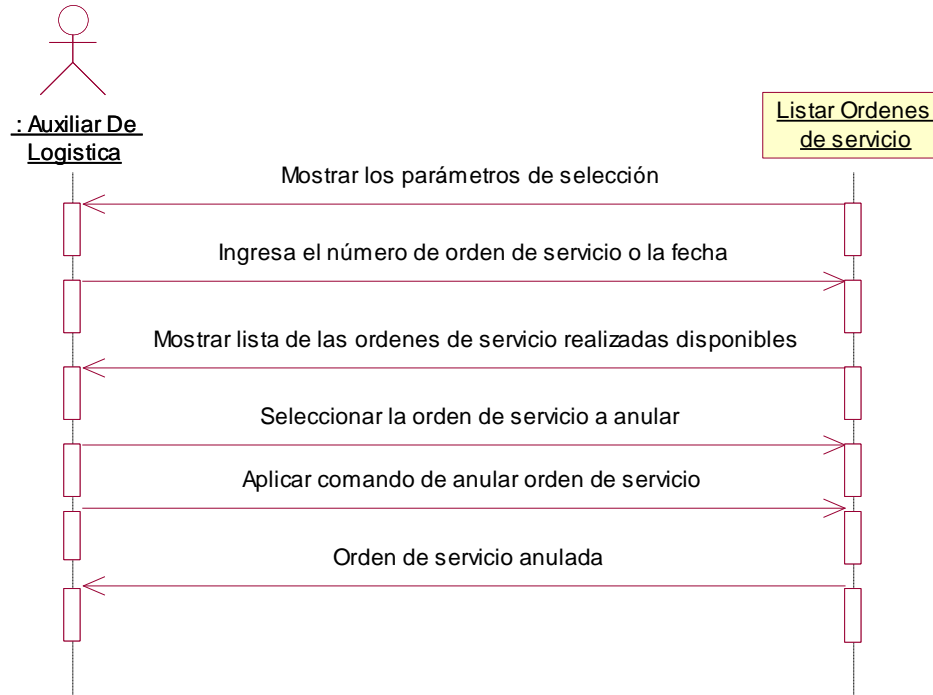 : Auxiliar De
Logistica
Listar Ordenes
de servicio
Mostrar los parámetros de selección
Ingresa el número de orden de servicio o la fecha
Mostrar lista de las ordenes de servicio realizadas disponibles
Seleccionar la orden de servicio a anular
Aplicar comando de anular orden de servicio
Orden de servicio anulada